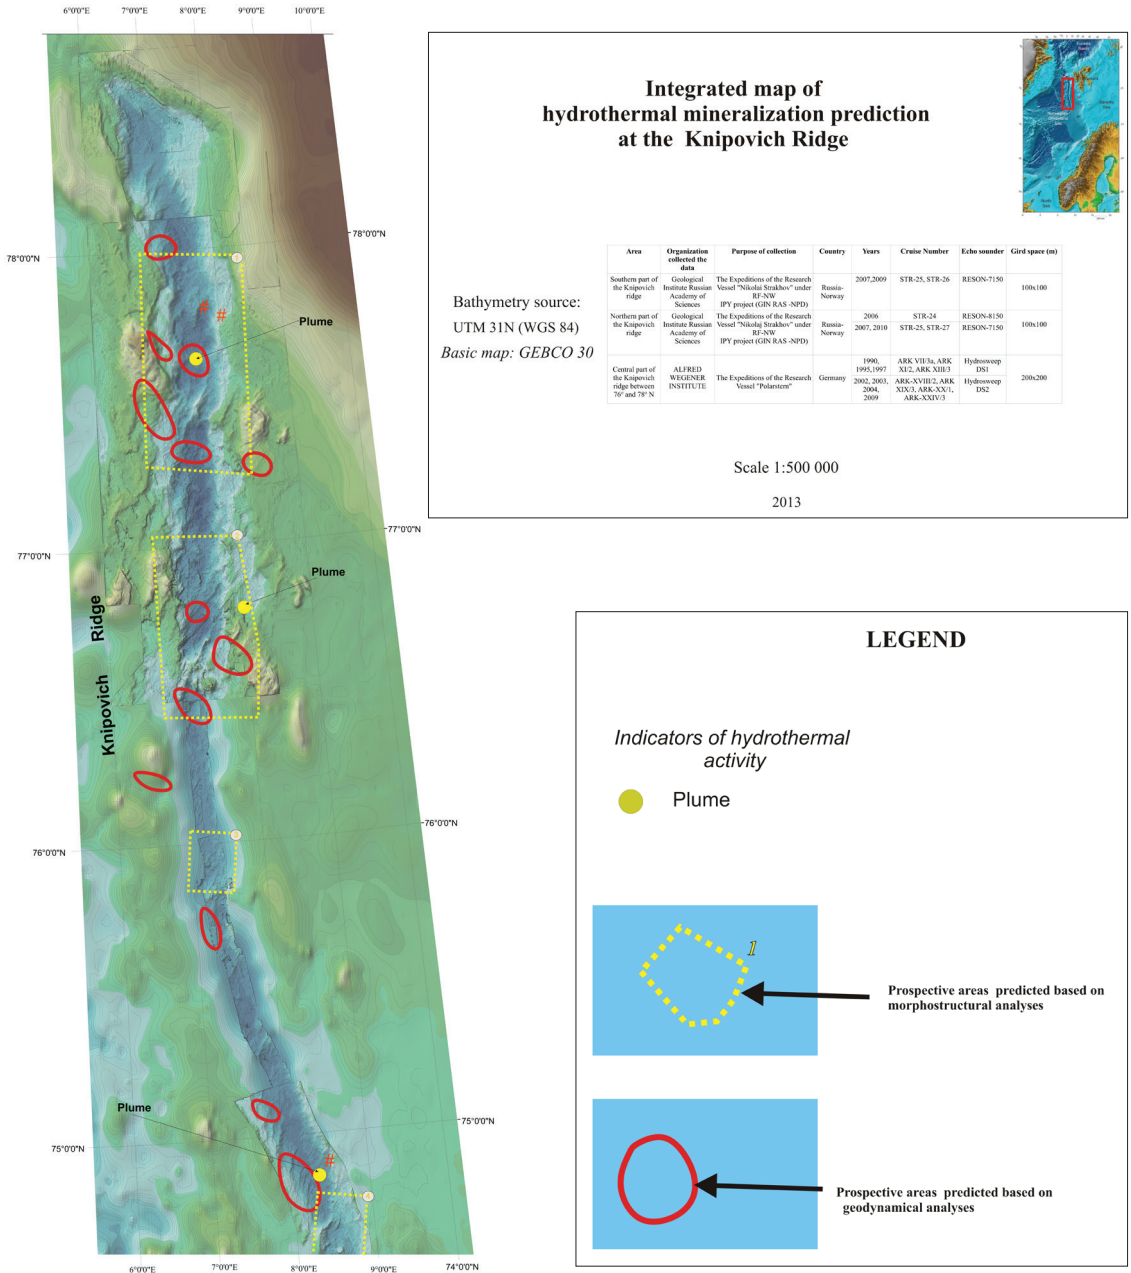 6°0'0"E 7°0'0"E 8°0'0"E 9°0'0"E 10°0'0"E
78°0'0"N
78°0'0"N
#
#
Plume
77°0'0"N
77°0'0"N
Plume
Knipovich Ridge
76°0'0"N
76°0'0"N
75°0'0"N
75°0'0"N
Plume
#
6°0'0"E 7°0'0"E 8°0'0"E 9°0'0"E 74°0'0"N
Integrated map of
hydrothermal mineralization prediction
at the Knipovich Ridge
Bathymetry source:
UTM 31N (WGS 84)
Basic map: GEBCO 30
Area Organization collected the data Purpose of collection Country Years Cruise Number Echo sounder Gird space (m)
Southern part of the Knipovich ridge Geological Institute Russian Academy of Sciences The Expeditions of the Research Vessel "Nikolai Strakhov" under RF-NW IPY project (GIN RAS -NPD) Russia-Norway 2007,2009 STR-25, STR-26 RESON-7150 100x100
Northern part of the Knipovich ridge Geological Institute Russian Academy of Sciences The Expeditions of the Research Vessel "Nikolai Strakhov" under RF-NW IPY project (GIN RAS -NPD) Russia-Norway 2006 STR-24 RESON-8150 100x100
2007, 2010 STR-25, STR-27 RESON-7150
Central part of the Knipovich ridge between 76° and 78° N ALFRED WEGENER INSTITUTE The Expeditions of the Research Vessel "Polarstern" Germany 1990, 1995,1997 ARK VII/3a, ARK XI/2, ARK XIII/3 Hydrosweep DS1 200x200
2002, 2003, 2004, 2009 ARK-XVIII/2, ARK XIX/3, ARK-XX/1, ARK-XXIV/3 Hydrosweep DS2
Scale 1:500 000
2013
LEGEND
Indicators of hydrothermal
activity
Plume
1
Prospective areas predicted based on
morphostructural analyses
Prospective areas predicted based on
geodynamical analyses